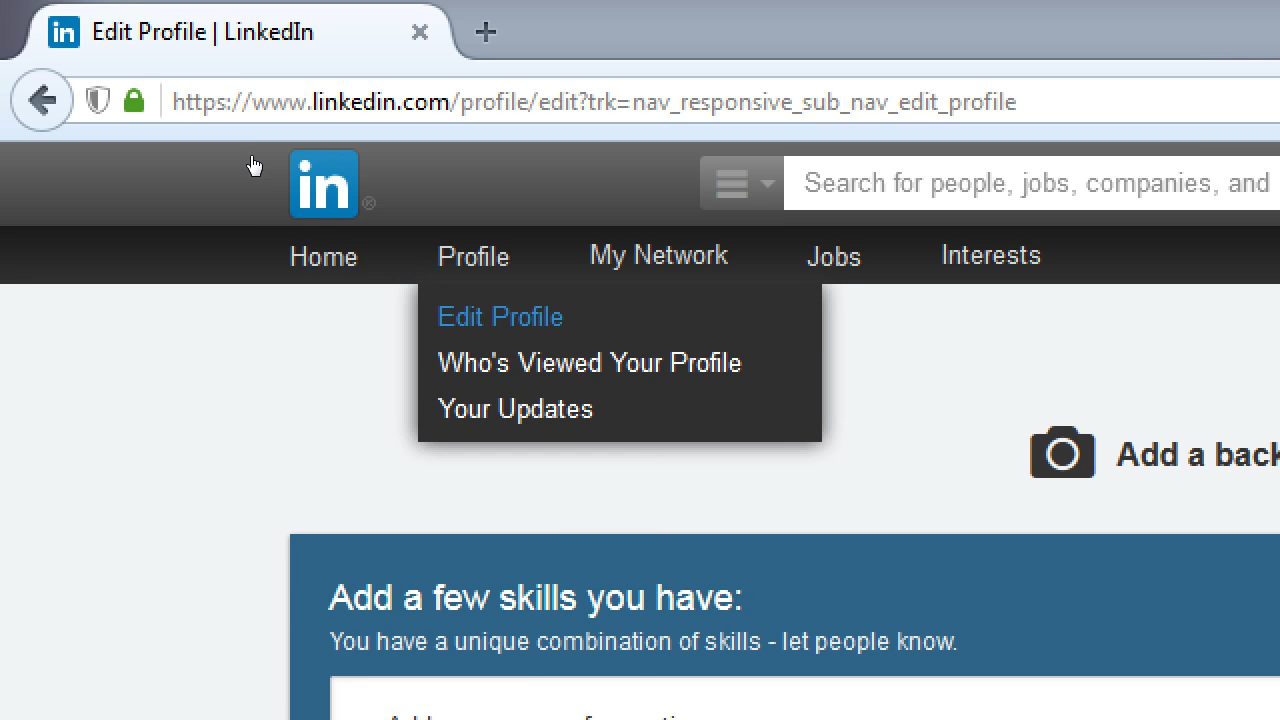 Edit Profile | LinkedIn
https://www.linkedin.com/profile/edit?trk=nav_responsive_sub_nav_edit_profile
in ®
Search for people, jobs, companies, and
Home Profile My Network Jobs Interests
Edit Profile
Who's Viewed Your Profile
Your Updates
Add a back
Add a few skills you have:
You have a unique combination of skills - let people know.